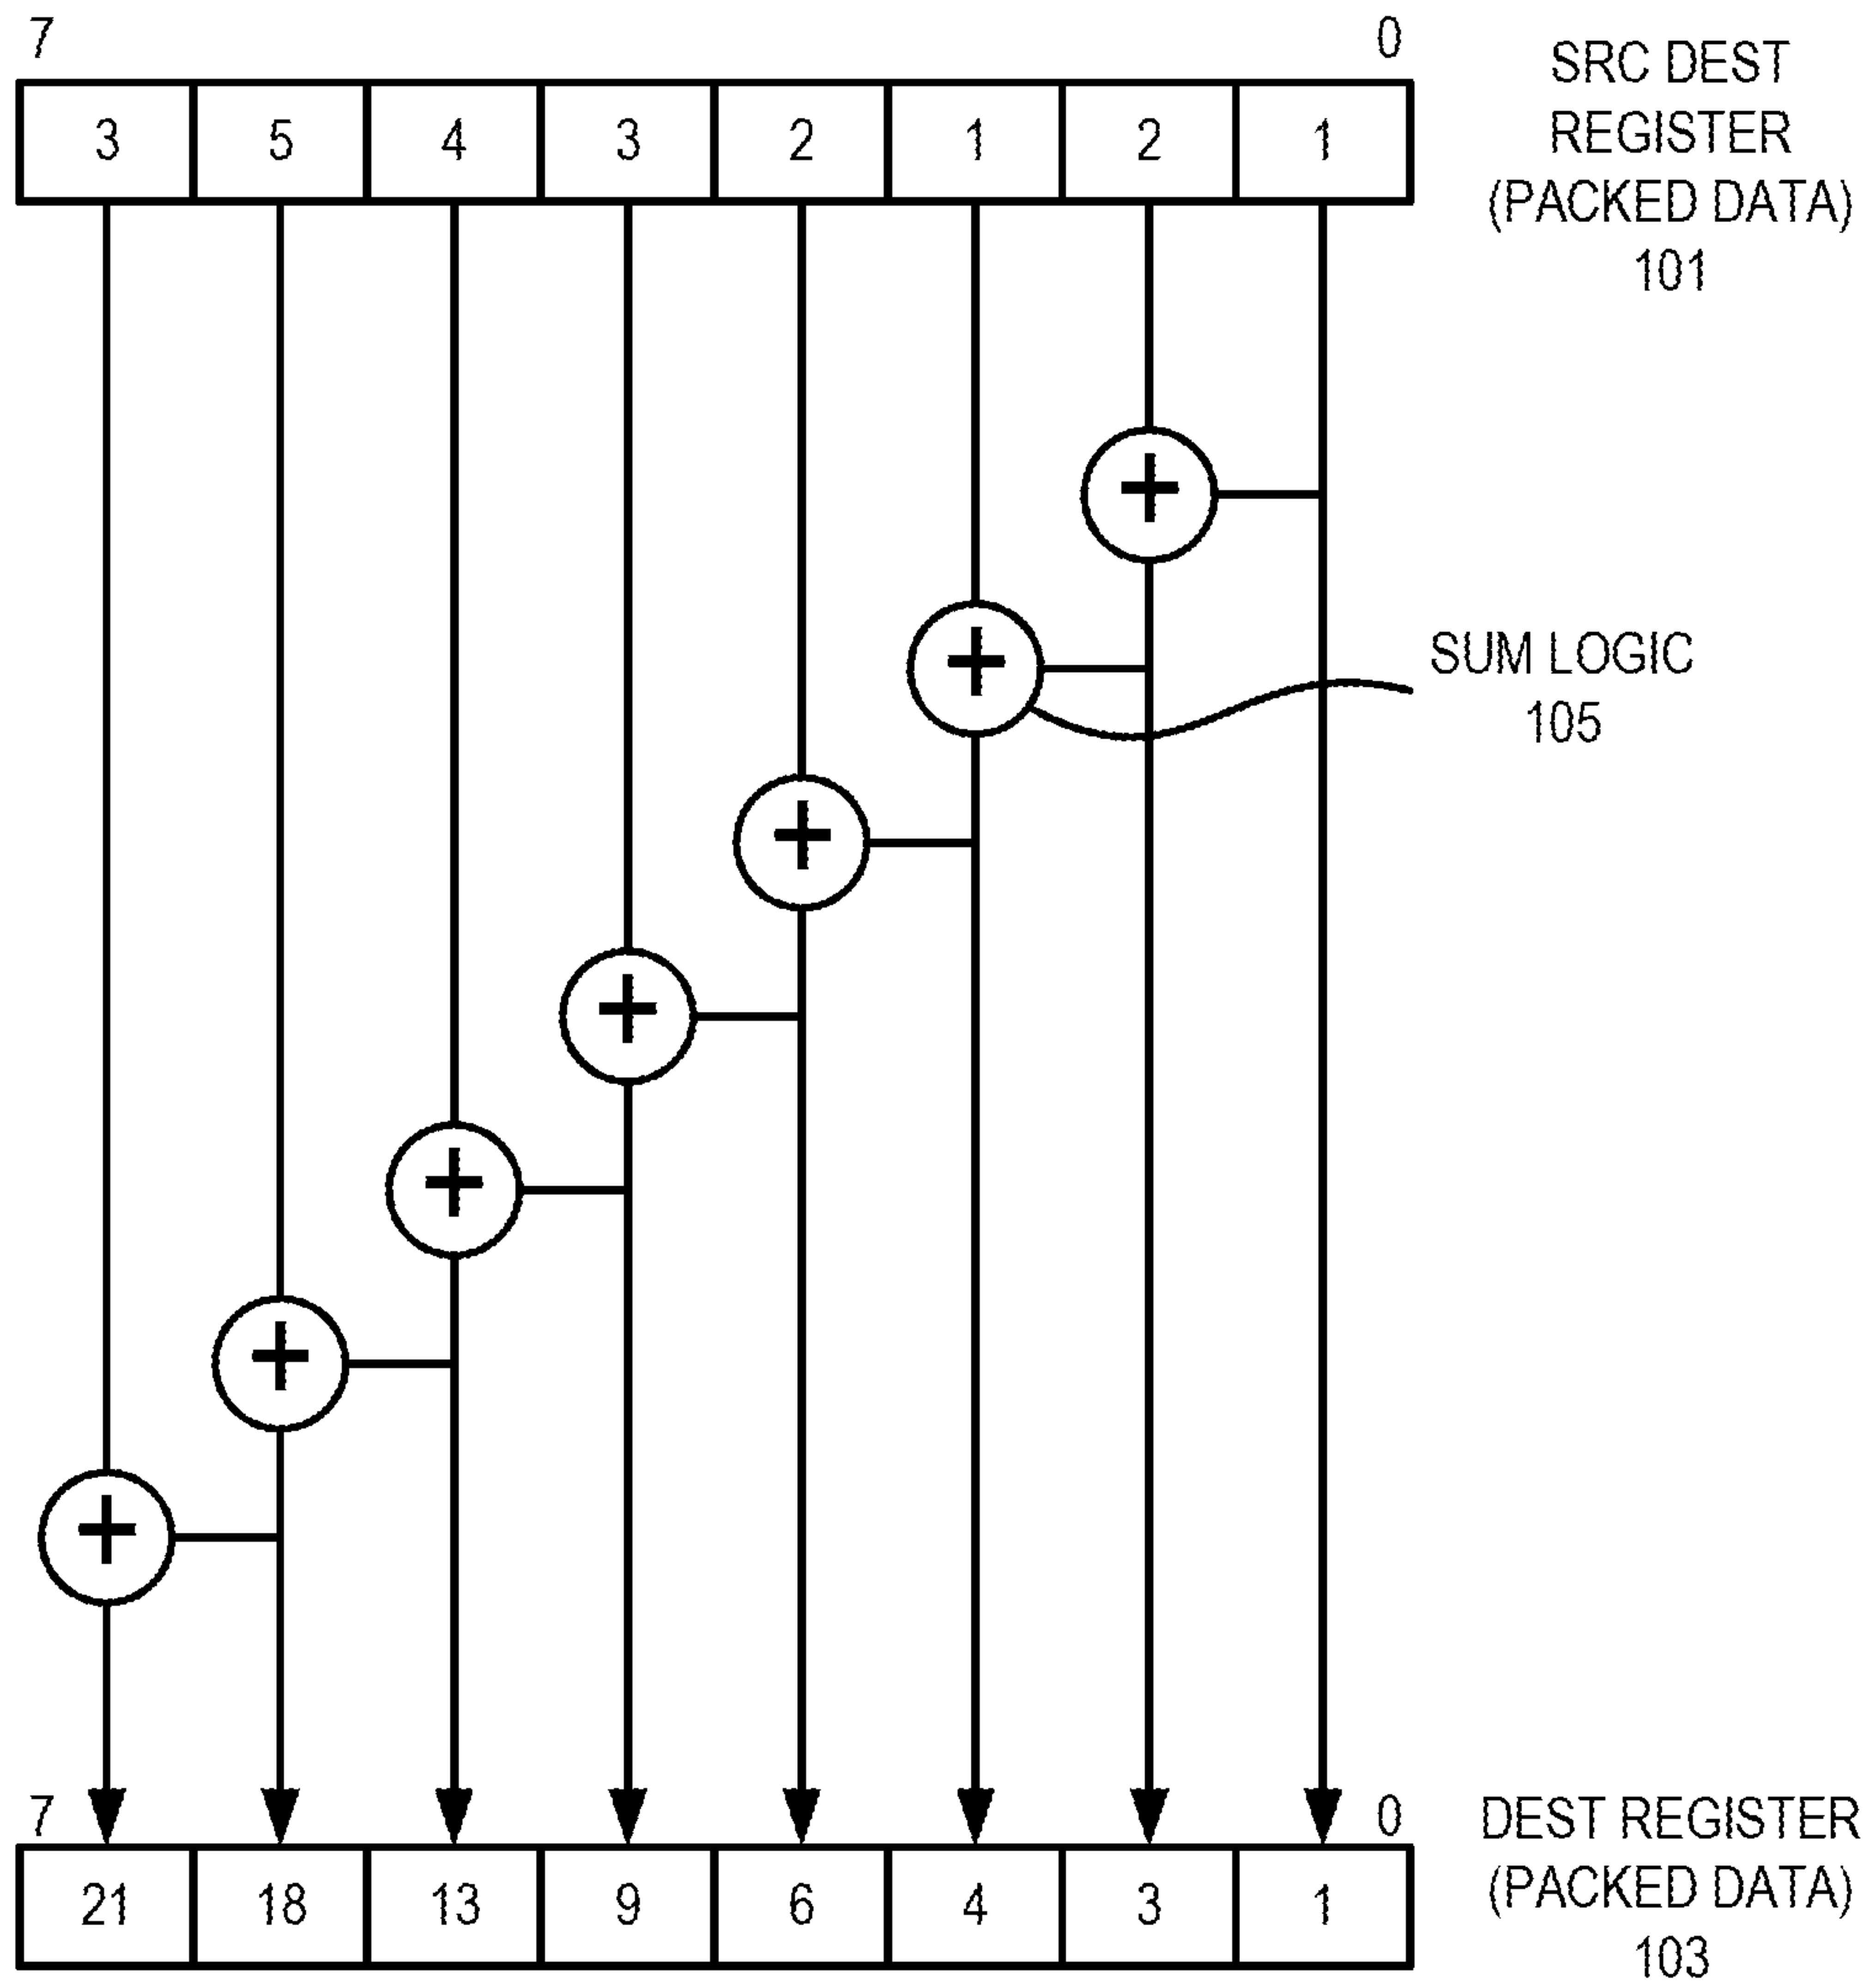 7 0
SRC DEST
REGISTER
(PACKED DATA)
101
3 5 4 3 2 1 2 1
+
+
SUM LOGIC
105
+
+
+
+
+
7 0
DEST REGISTER
(PACKED DATA)
103
21 18 13 9 6 4 3 1